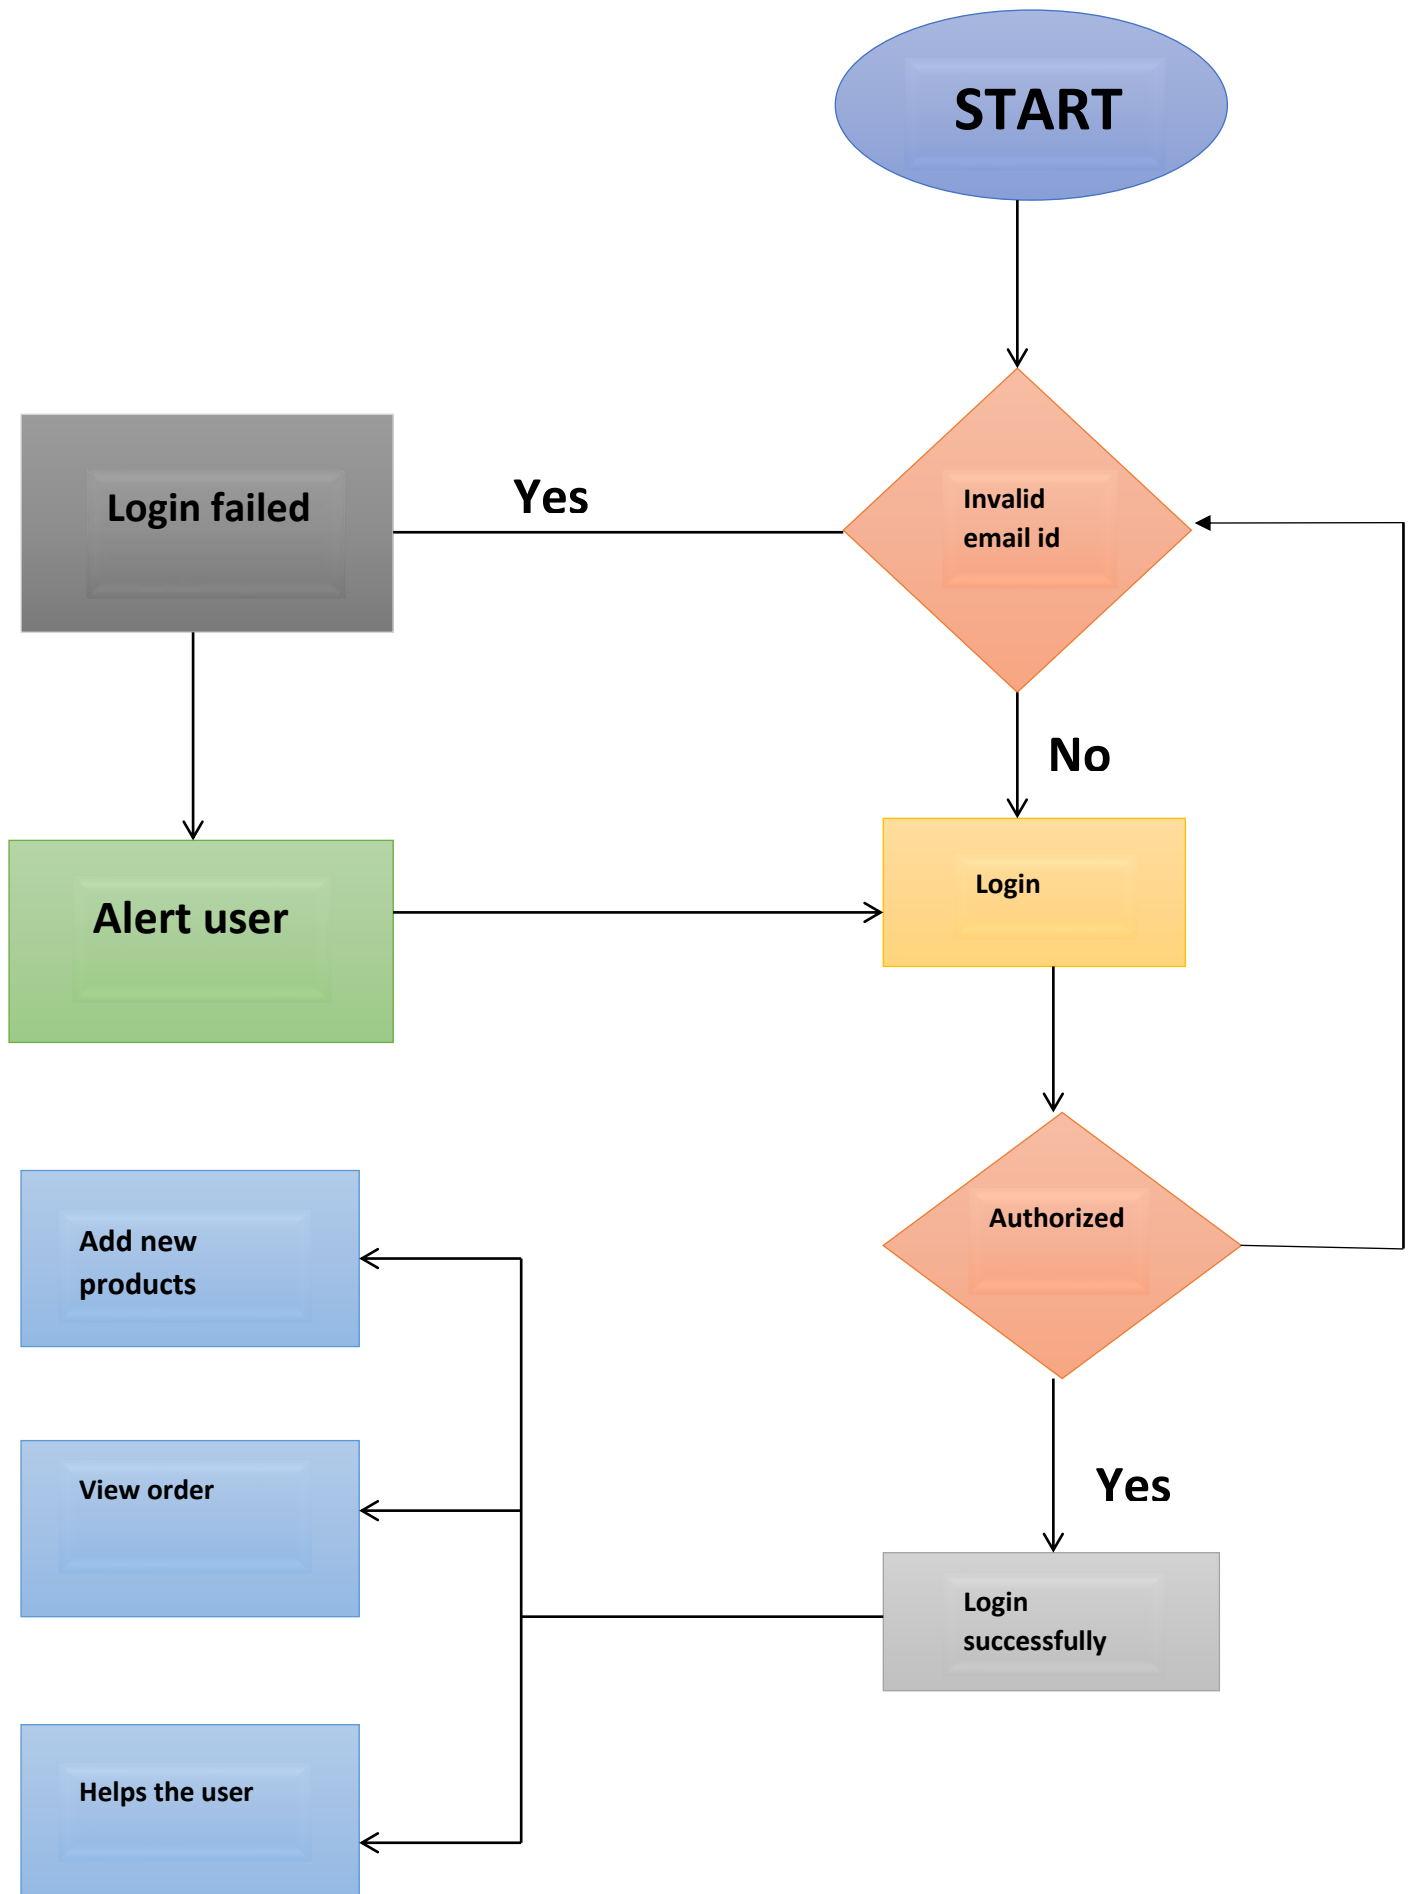 START
Login failed
Yes
Invalid
email id
No
Alert user
Login
Authorized
Add new
products
View order
Yes
Login
successfully
Helps the user